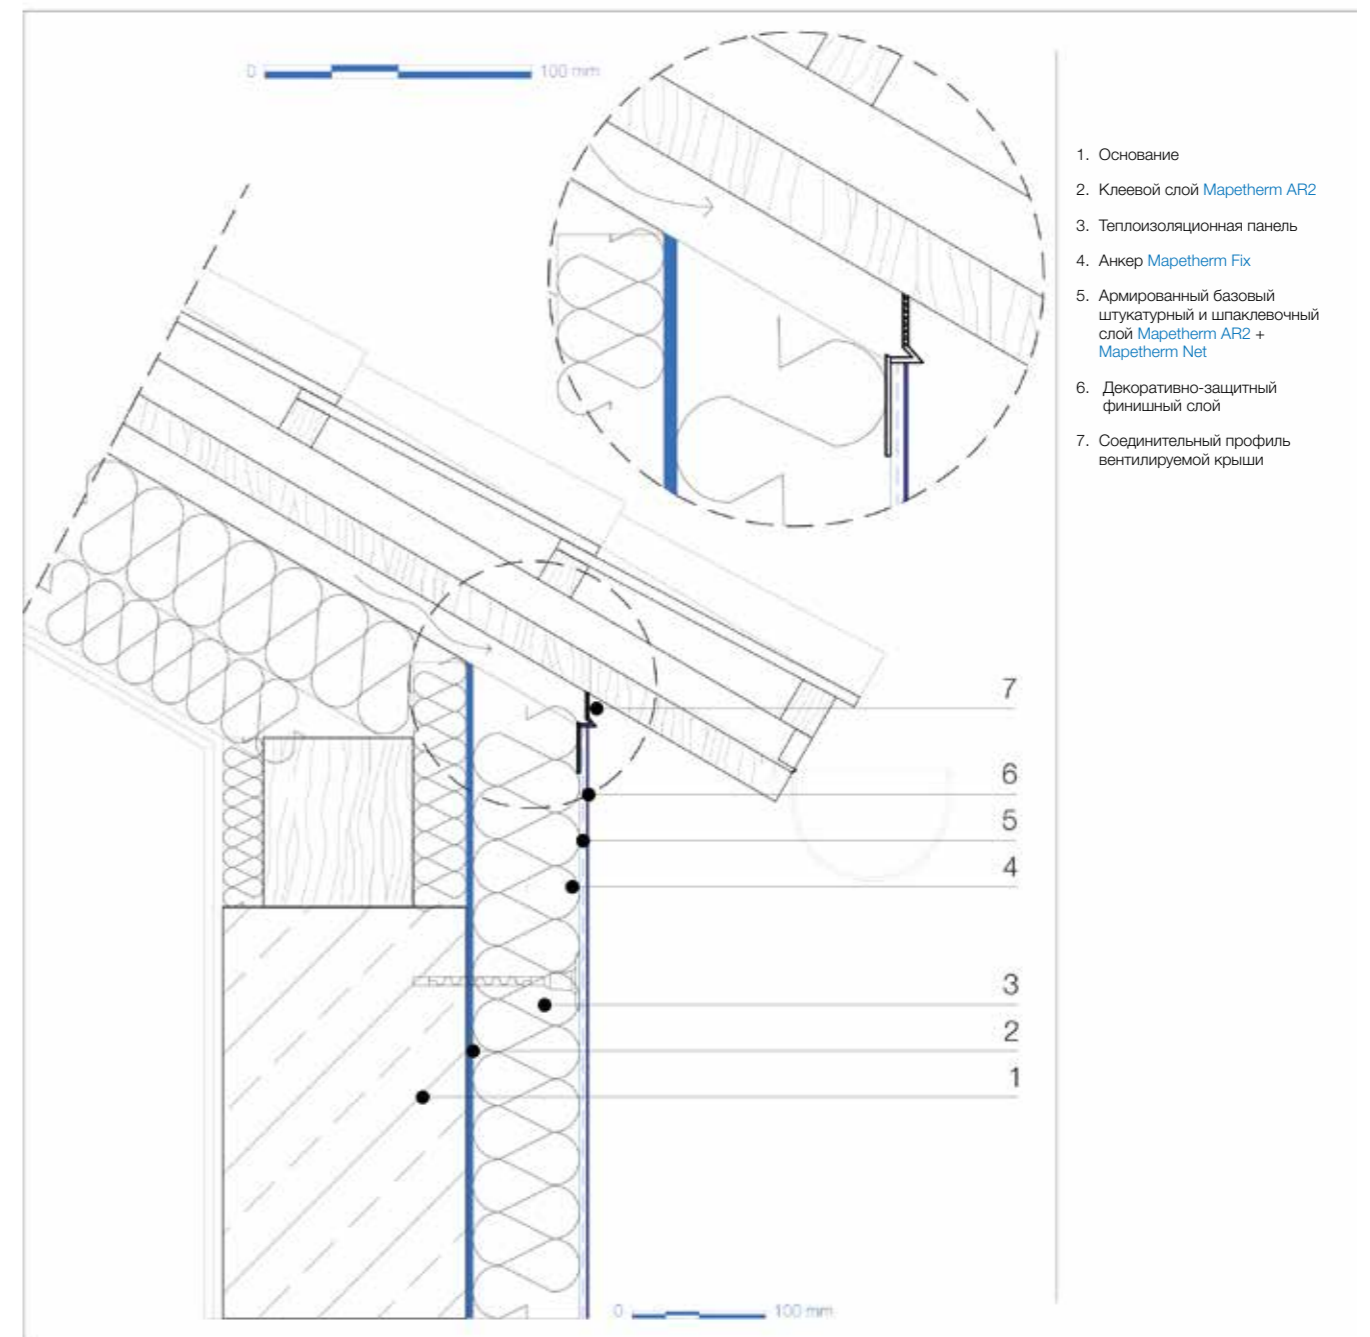 0 100 mm
1. Основание
2. Клеевой слой Mapetherm AR2
3. Теплоизоляционная панель
4. Анкер Mapetherm Fix
5. Армированный базовый
штукатурный и шпаклевочный
слой Mapetherm AR2 +
Mapetherm Net
6. Декоративно-защитный
финишный слой
7. Соединительный профиль
вентилируемой крыши
7
6
5
4
3
2
1
0 100 mm